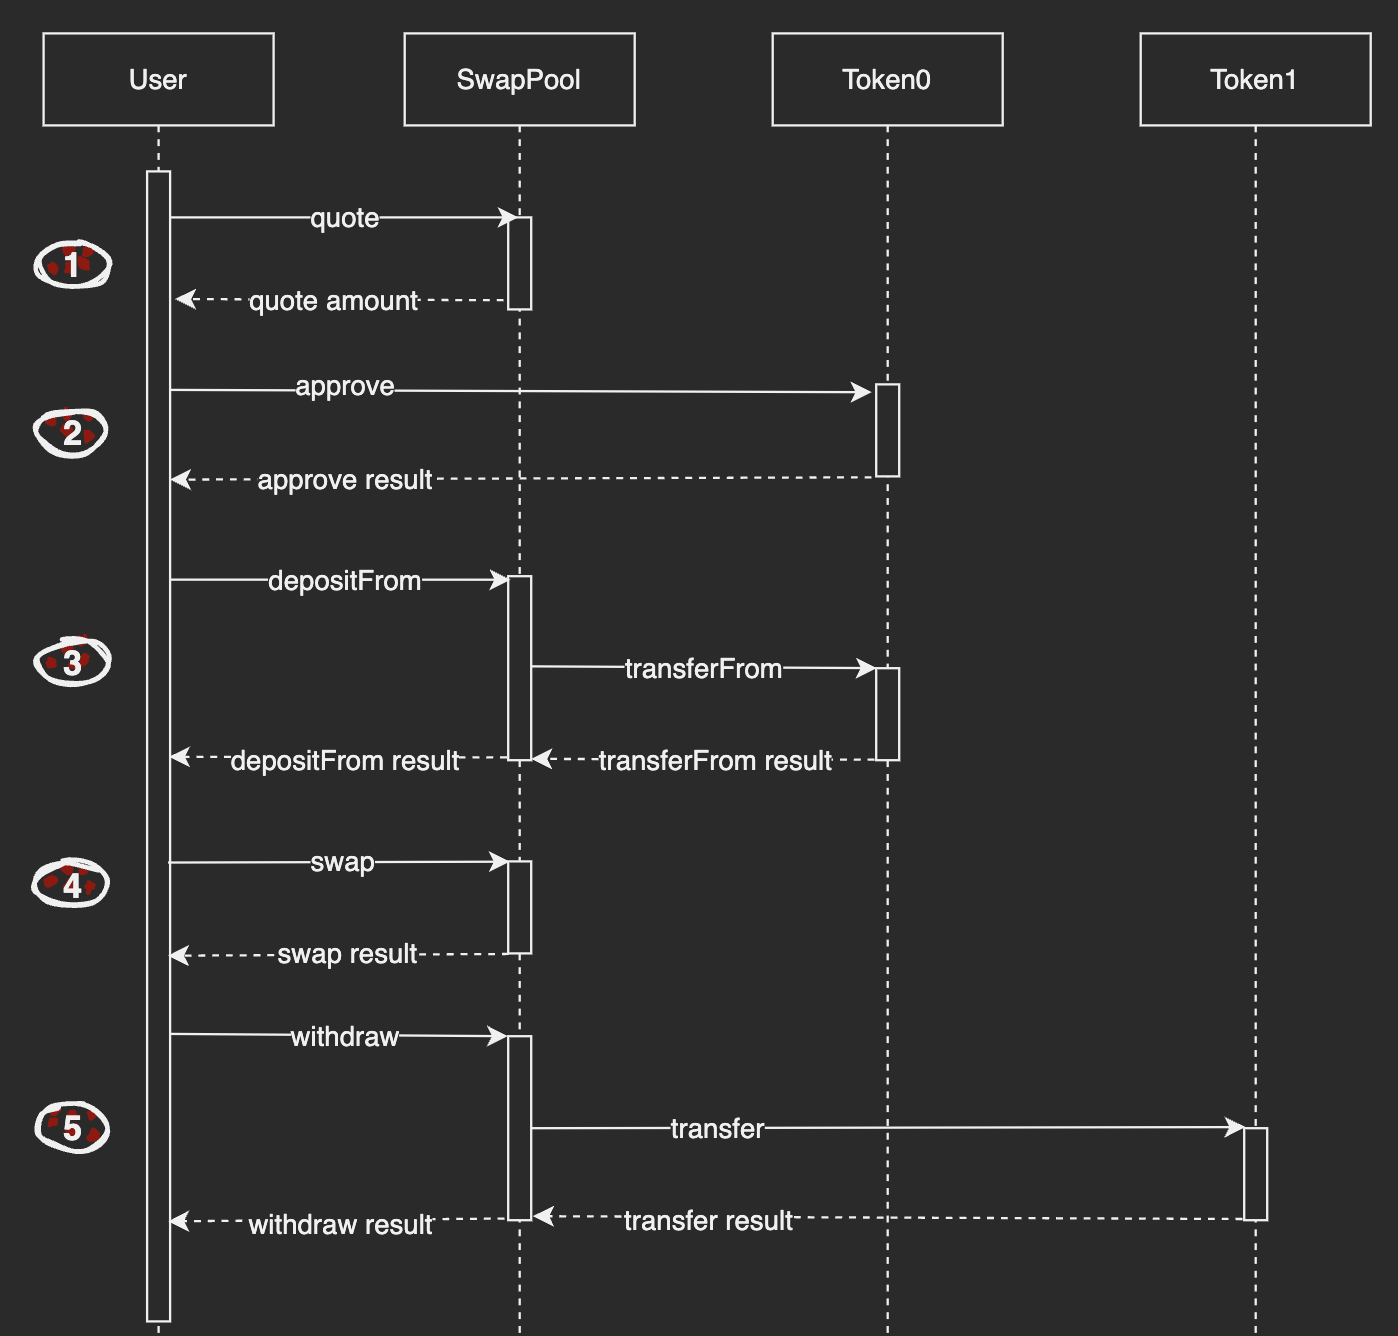 User
SwapPool
Token0
Token1
quote
1
quote amount
approve
2
approve result
depositFrom
3
transferFrom
depositFrom result
transferFrom result
swap
4
swap result
withdraw
5
transfer
withdraw result
transfer result